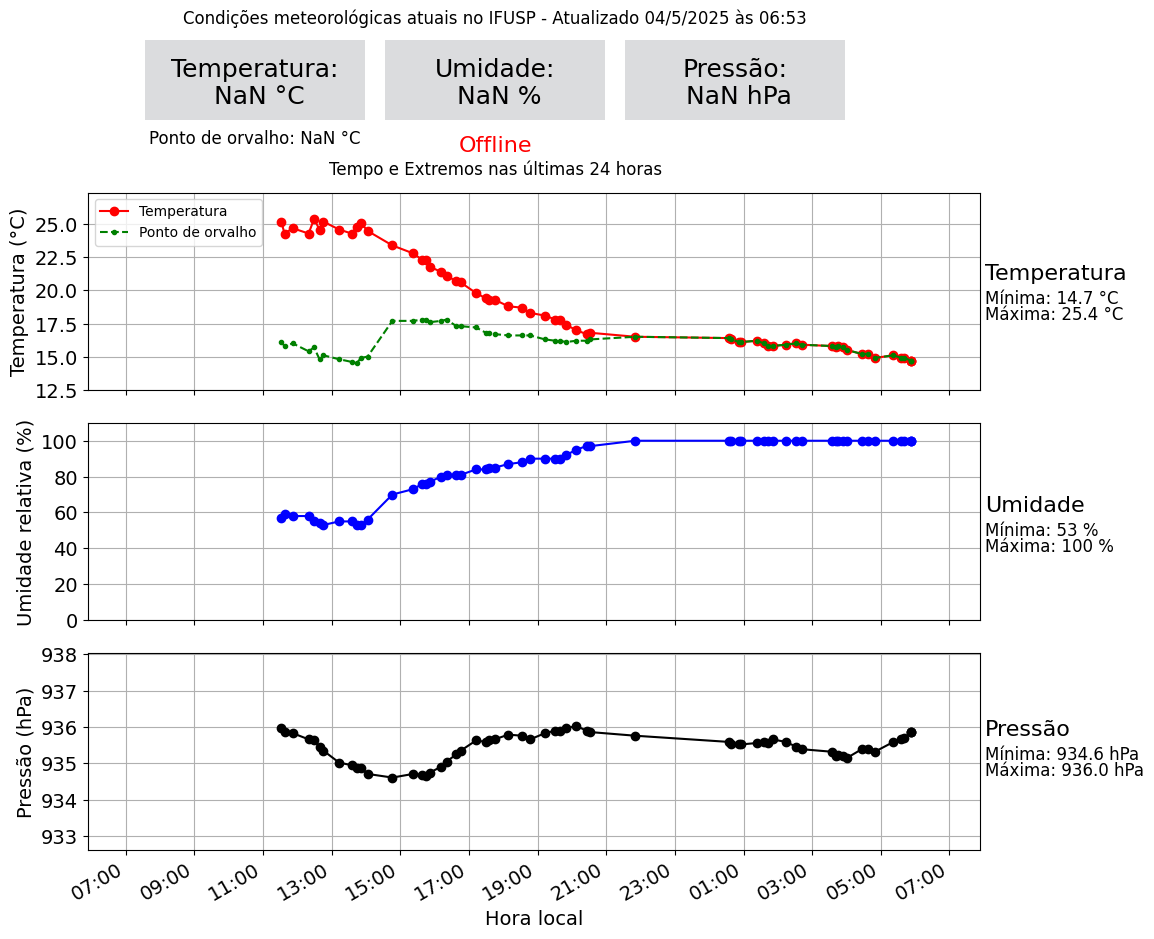 Condições meteorológicas atuais no IFUSP - Atualizado 04/5/2025 às 06:53
Temperatura:
NaN °C
Umidade:
NaN %
Pressão:
NaN hPa
Ponto de orvalho: NaN °C
Offline
Tempo e Extremos nas últimas 24 horas
Temperatura (°C)
25.0
22.5
20.0
17.5
15.0
12.5
Temperatura
Ponto de orvalho
Temperatura
Mínima: 14.7 °C
Máxima: 25.4 °C
Umidade relativa (%)
100
80
60
40
20
0
Umidade
Mínima: 53 %
Máxima: 100 %
Pressão (hPa)
938
937
936
935
934
933
Pressão
Mínima: 934.6 hPa
Máxima: 936.0 hPa
07:00
09:00
11:00
13:00
15:00
17:00
19:00
21:00
23:00
01:00
03:00
05:00
07:00
Hora local